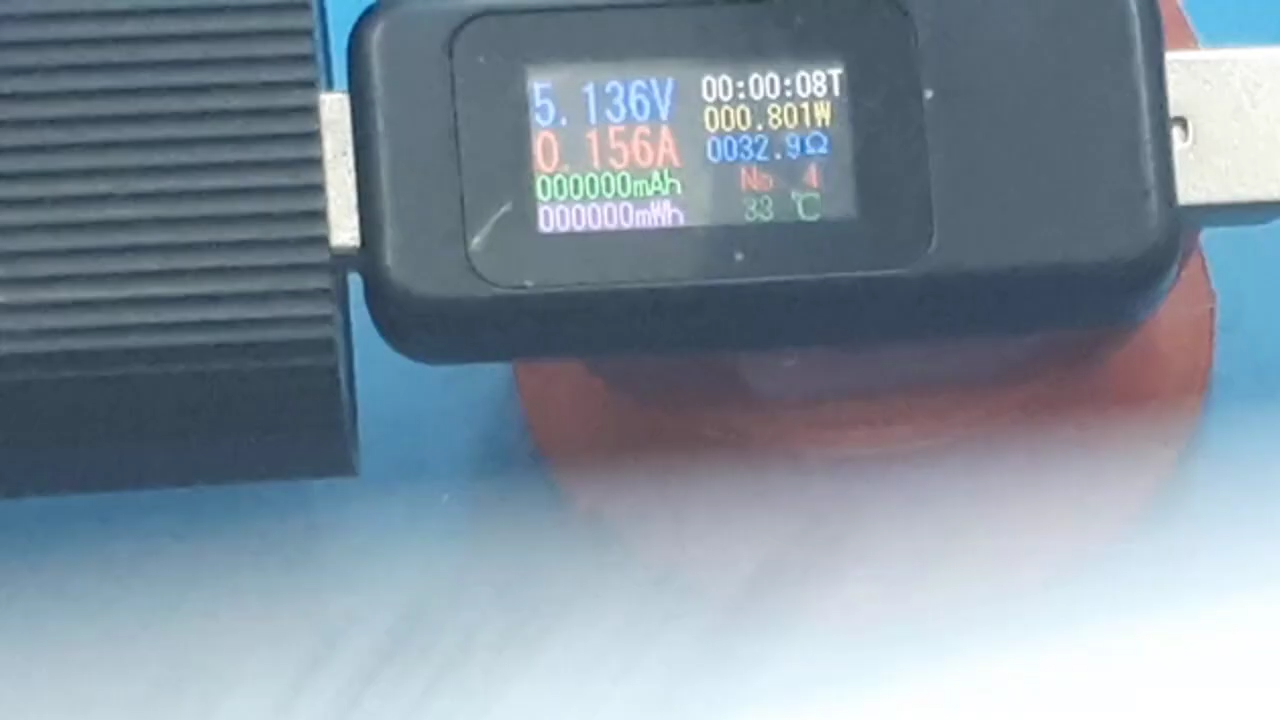 5.136V
0.156A
000000mAh
000000mWh
00:00:08T
000.801W
0032.9Ω
No 4
33 ℃